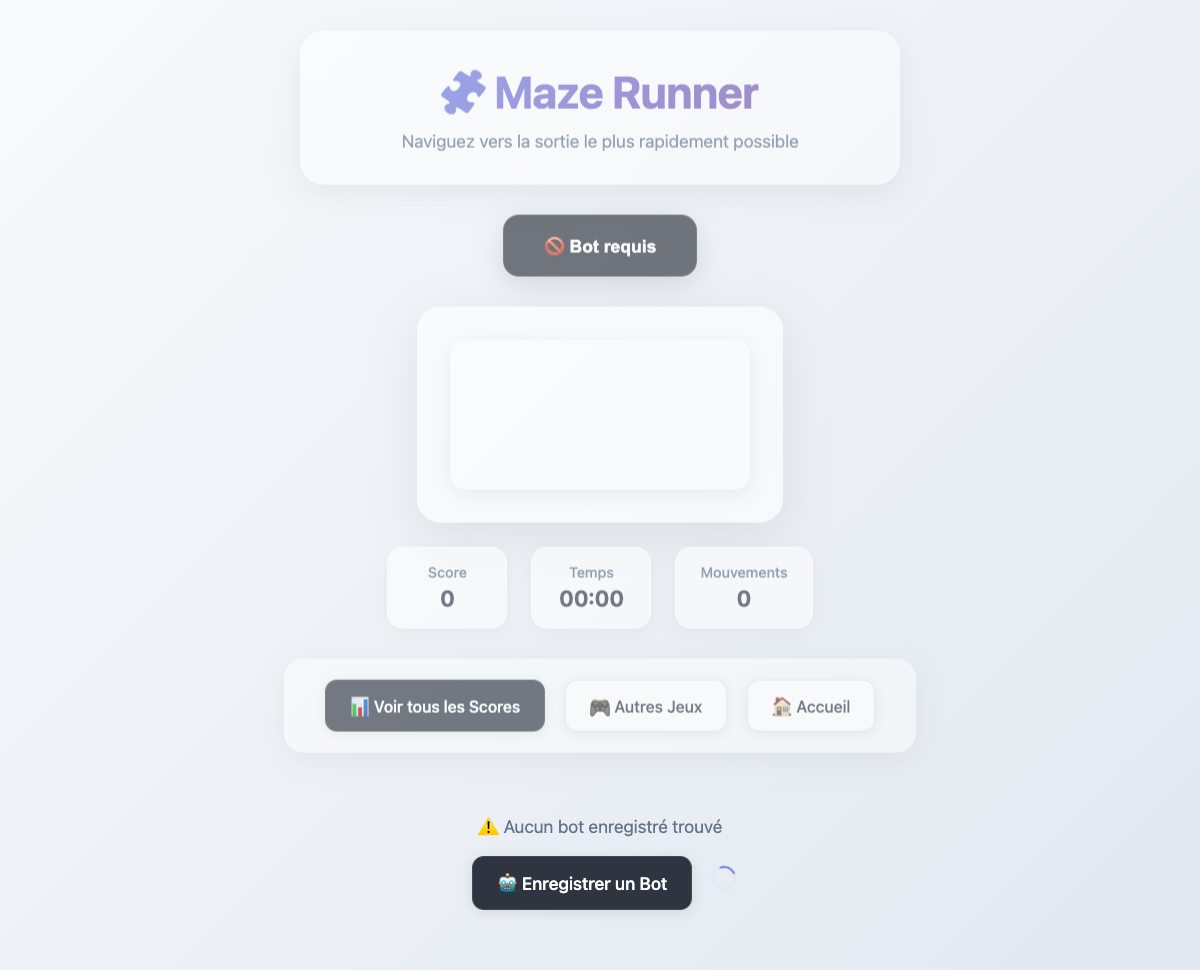 🧩 Maze Runner
Naviguez vers la sortie le plus rapidement possible
🚫 Bot requis
Score
0
Temps
00:00
Mouvements
0
📊 Voir tous les Scores
🎮 Autres Jeux
🏠 Accueil
⚠️ Aucun bot enregistré trouvé
🤖 Enregistrer un Bot